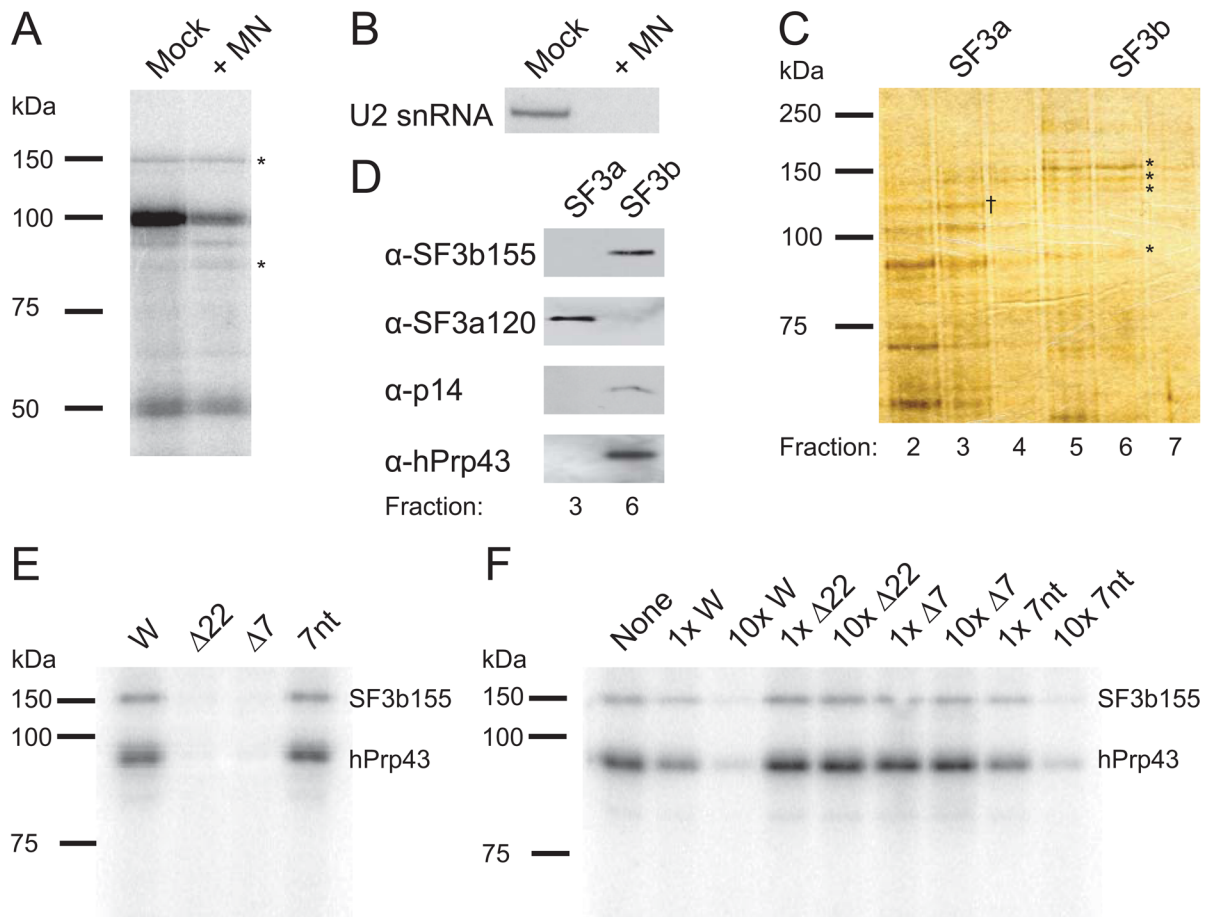 A
Mock
+ MN
kDa
150
*
100
*
75
50
B
Mock
+ MN
U2 snRNA
C
SF3a
SF3b
kDa
250
150
*
*
*
†
100
*
75
Fraction: 2 3 4 5 6 7
D
SF3a
SF3b
α-SF3b155
α-SF3a120
α-p14
α-hPrp43
Fraction: 3 6
E
W
Δ22
Δ7
7nt
kDa
150
SF3b155
100
hPrp43
75
F
None
1x W
10x W
1x Δ22
10x Δ22
1x Δ7
10x Δ7
1x 7nt
10x 7nt
kDa
150
SF3b155
100
hPrp43
75